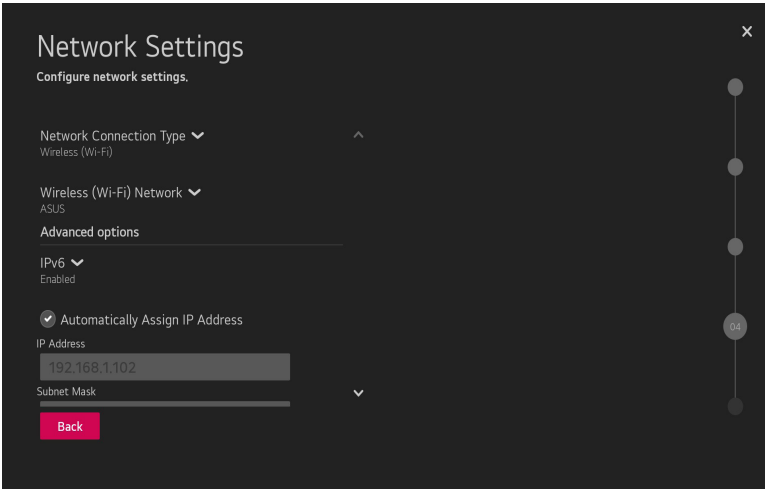 Network Settings
Configure network settings.
Network Connection Type
Wireless (Wi-Fi)
Wireless (Wi-Fi) Network
ASUS
Advanced options
IPv6
Enabled
Automatically Assign IP Address
IP Address
192.168.1.102
Subnet Mask
Back
04